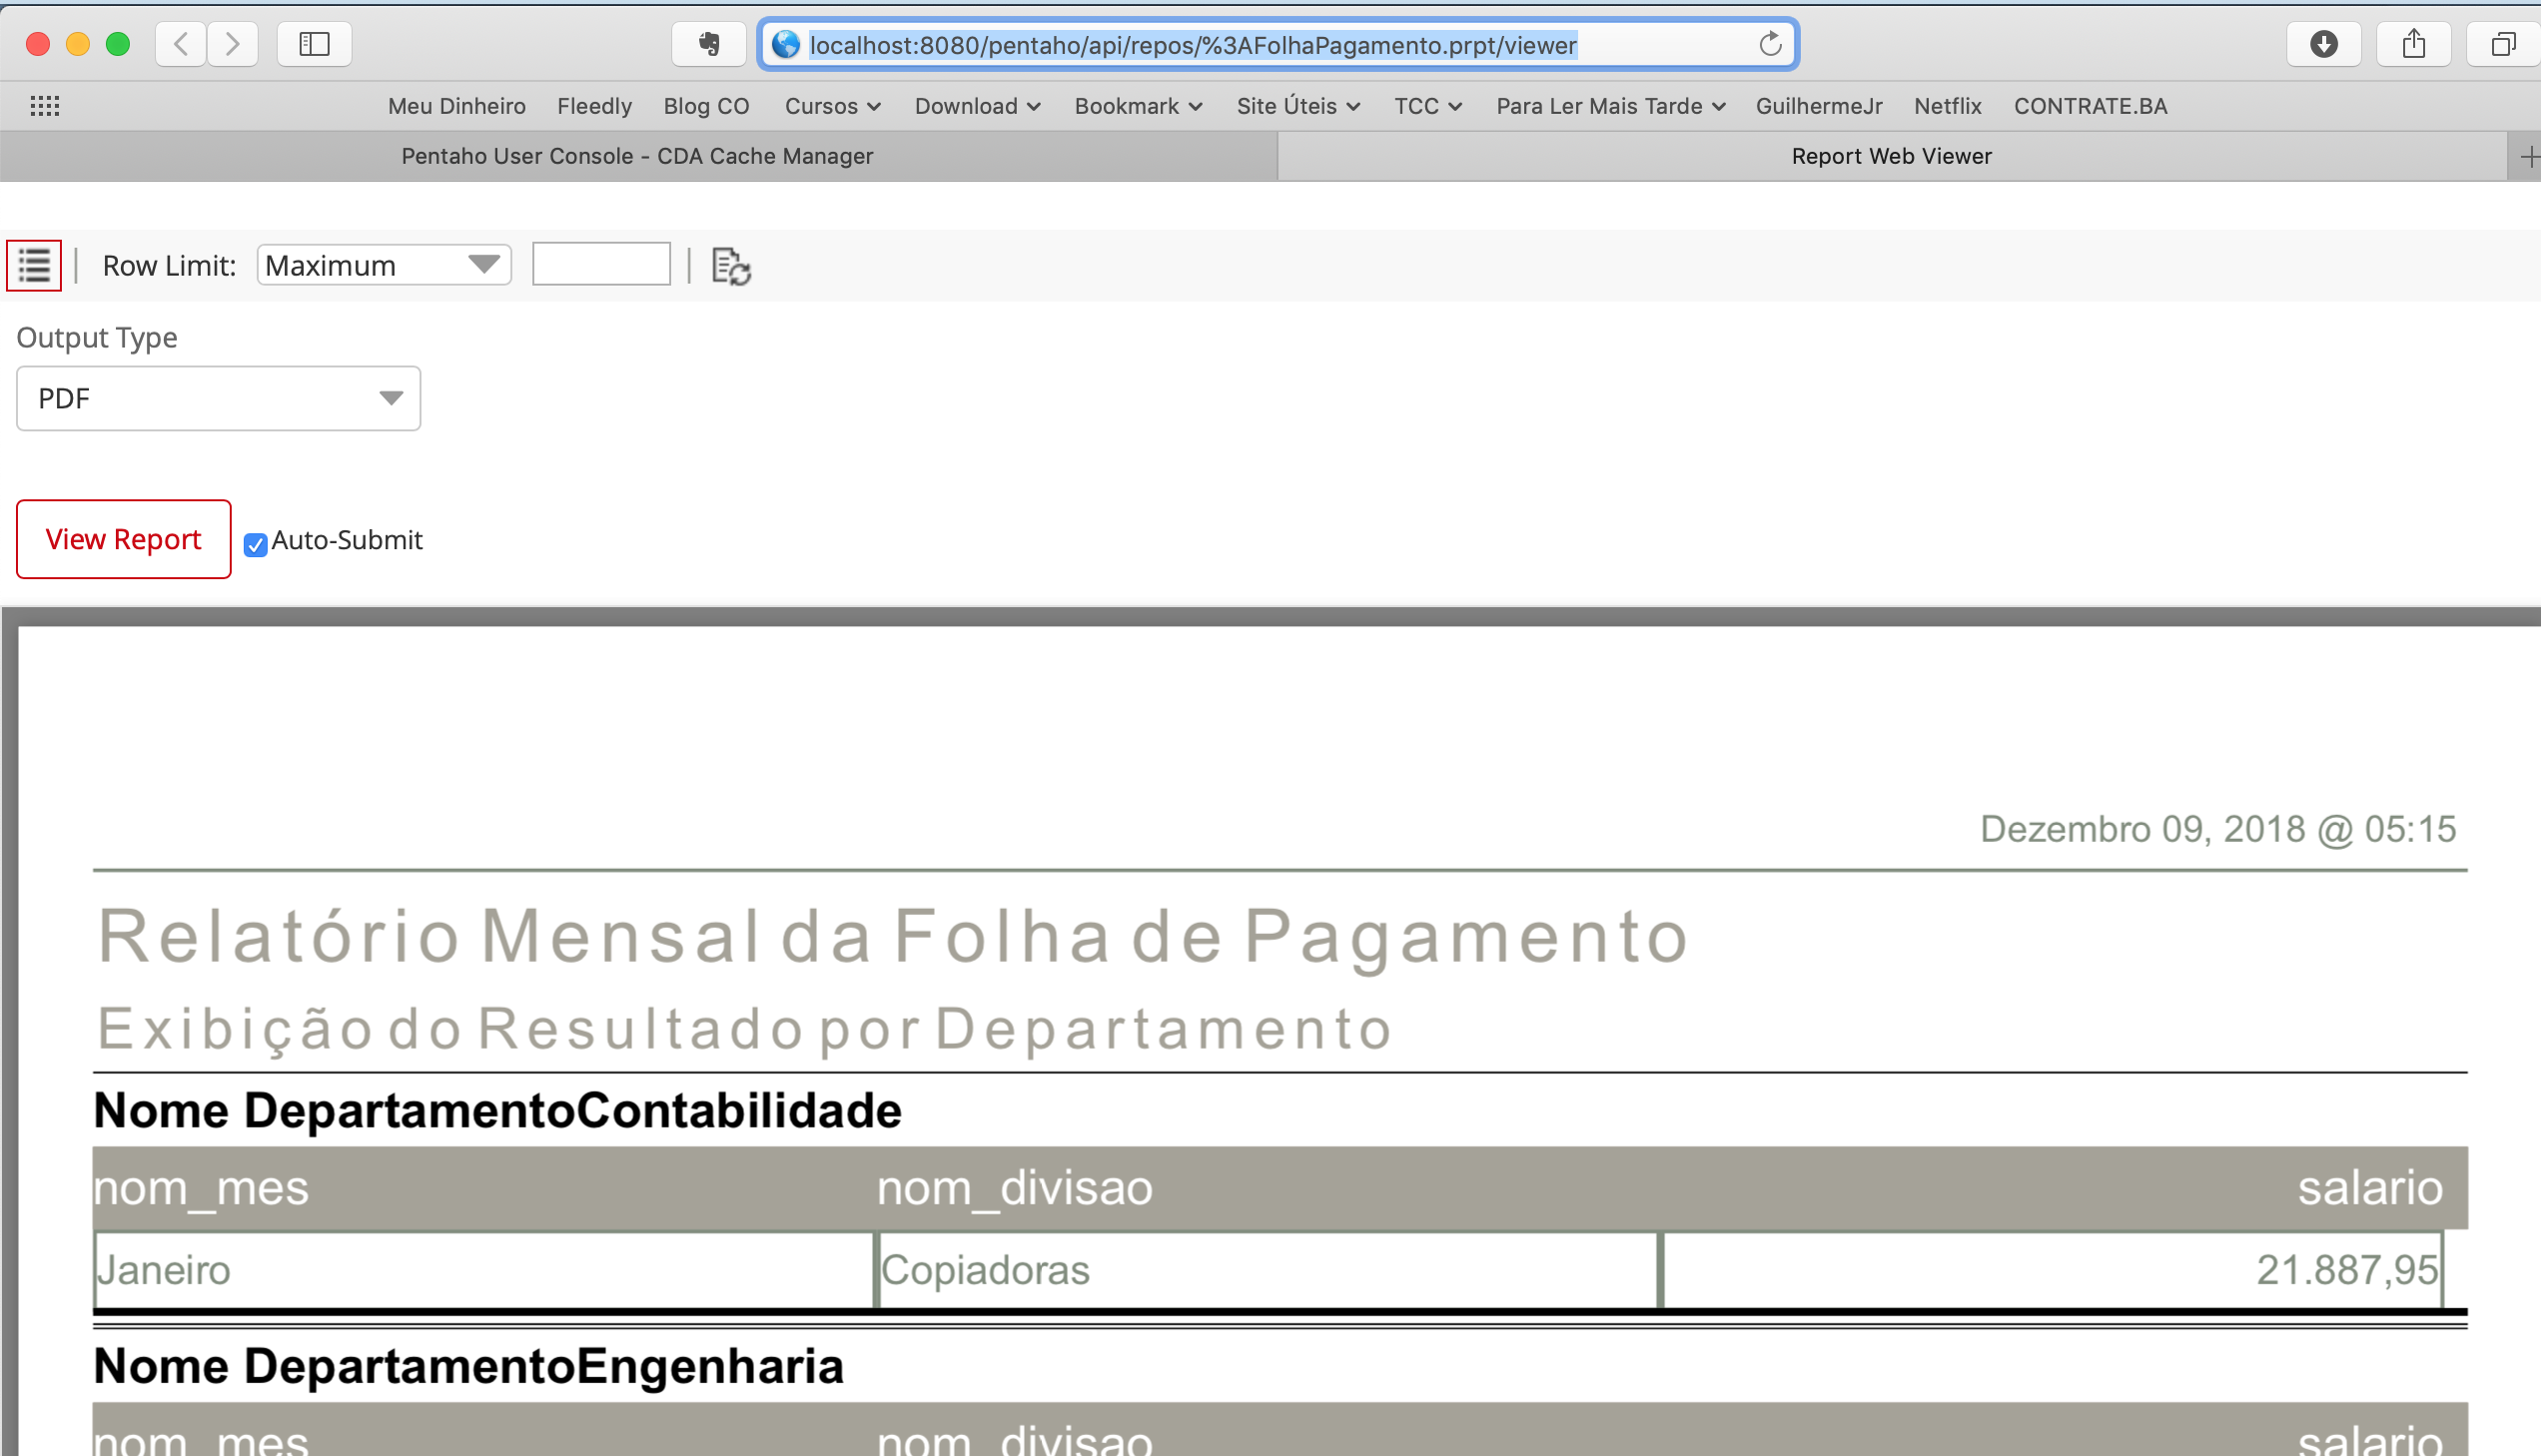 localhost:8080/pentaho/api/repos/%3AFolhaPagamento.prpt/viewer
Meu Dinheiro Fleedly Blog CO Cursos Download Bookmark Site Úteis TCC Para Ler Mais Tarde GuilhermeJr Netflix CONTRATE.BA
Pentaho User Console - CDA Cache Manager Report Web Viewer
Row Limit: Maximum
Output Type
PDF
View Report Auto-Submit
Dezembro 09, 2018 @ 05:15
Relatório Mensal da Folha de Pagamento
Exibição do Resultado por Departamento
Nome DepartamentoContabilidade
nom_mes nom_divisao salario
Janeiro Copiadoras 21.887,95
Nome DepartamentoEngenharia
nom_mes nom_divisao salario